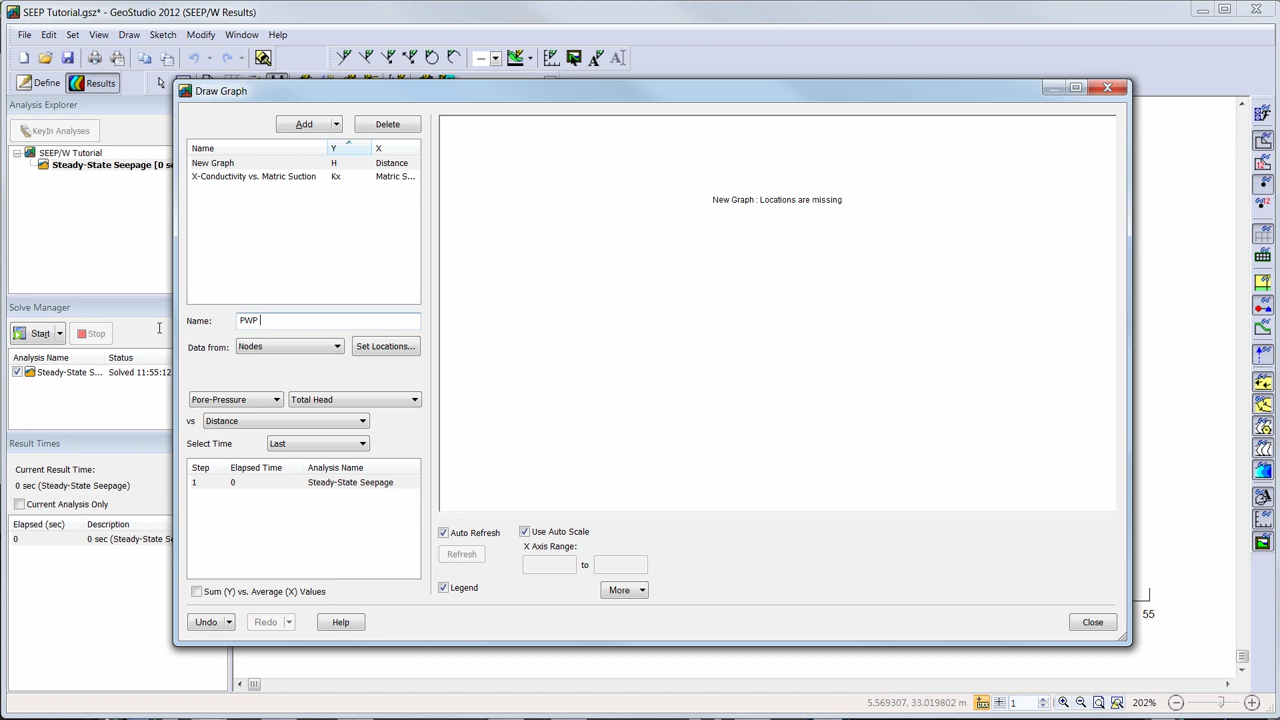 SEEP Tutorial.gsz* - GeoStudio 2012 (SEEP/W Results)
File Edit Set View Draw Sketch Modify Window Help
Define Results
Draw Graph
Analysis Explorer
KeyIn Analyses
SEEP/W Tutorial
Steady-State Seepage [0 se
Add Delete
Name Y X
New Graph H Distance
X-Conductivity vs. Matric Suction Kx Matric S...
New Graph : Locations are missing
Solve Manager
Start Stop
Analysis Name Status
Steady-State S... Solved 11:55:12
Name: PWP
Data from: Nodes Set Locations...
Pore-Pressure Total Head
vs Distance
Select Time Last
Step Elapsed Time Analysis Name
1 0 Steady-State Seepage
Result Times
Current Result Time:
0 sec (Steady-State Seepage)
Current Analysis Only
Elapsed (sec) Description
0 0 sec (Steady-State Se
Auto Refresh Use Auto Scale
Refresh X Axis Range:
to
Legend More
Sum (Y) vs. Average (X) Values
Undo Redo Help Close
55
5.569307, 33.019802 m 1 202%